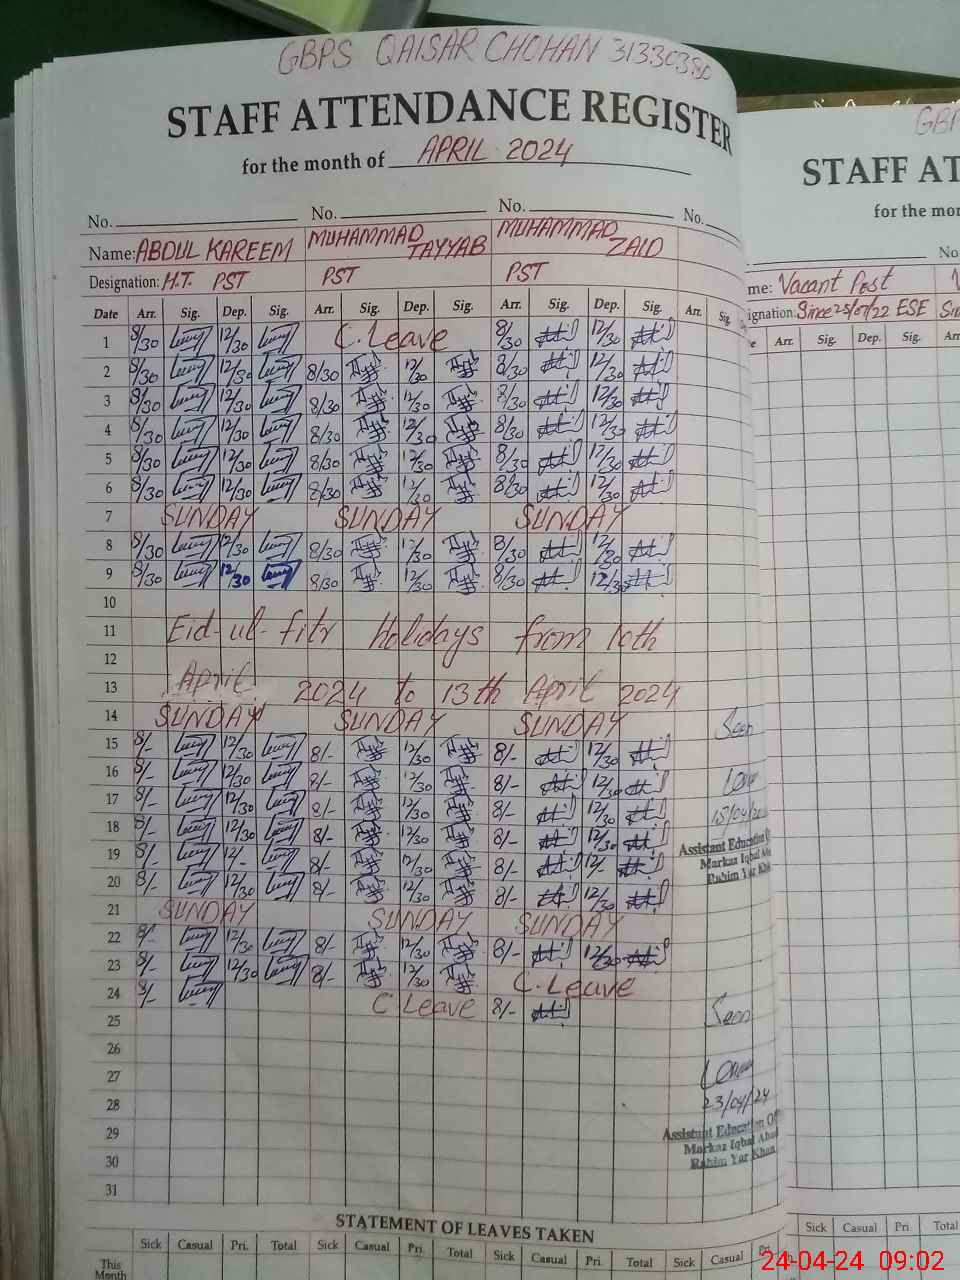 GBPS QAISAR CHOHAN 31330380
STAFF ATTENDANCE REGISTER
for the month of APRIL 2024
No. No. No. No.
Name: ABDUL KAREEM MUHAMMAD TAYYAB MUHAMMAD ZAID
Designation: H.T. PST PST PST
Date Arr. Sig. Dep. Sig. Arr. Sig. Dep. Sig. Arr. Sig. Dep. Sig. Arr. Sig.
1 8/30 12/30 C.Leave 8/30 12/30
2 8/30 12/30 8/30 12/30 8/30 12/30
3 8/30 12/30 8/30 12/30 8/30 12/30
4 8/30 12/30 8/30 12/30 8/30 12/30
5 8/30 12/30 8/30 12/30 8/30 12/30
6 8/30 12/30 8/30 12/30 8/30 12/30
7 SUNDAY SUNDAY SUNDAY
8 8/30 12/30 8/30 12/30 8/30 12/30
9 8/30 12/30 8/30 12/30 8/30 12/30
10
11 Eid-ul-fitr Holidays from 10th
12
13 April 2024 to 13th April 2024
14 SUNDAY SUNDAY SUNDAY Seen
15 8/- 12/30 8/- 12/30 8/- 12/30
16 8/- 12/30 8/- 12/30 8/- 12/30
17 8/- 12/30 8/- 12/30 8/- 12/30
18 8/- 12/30 8/- 12/30 8/- 12/30
Assistant Education
Markaz Iqbal
Rahim Yar
19 8/- 12/- 8/- 12/30 8/- 12/-
20 8/- 12/30 8/- 12/30 8/- 12/30
21 SUNDAY SUNDAY SUNDAY
22 8/- 12/30 8/- 12/30 8/- 12/30
23 8/- 12/30 8/- 12/30 C.Leave
24 8/- C Leave 8/-
25 Seen
26
27
28 23/04/24
29 Assistant Education
Markaz Iqbal
30 Rahim Yar Khan
31
STATEMENT OF LEAVES TAKEN
Sick Casual Pri. Total Sick Casual Pri. Total Sick Casual Pri. Total Sick Casual
This
Month
GBP
STAFF AT
for the mon
No
me: Vacant Post
ignation: Since 25/07/22 ESE
Arr. Sig. Dep. Sig. Arr.
Sick Casual Pri. Total
24-04-24 09:02